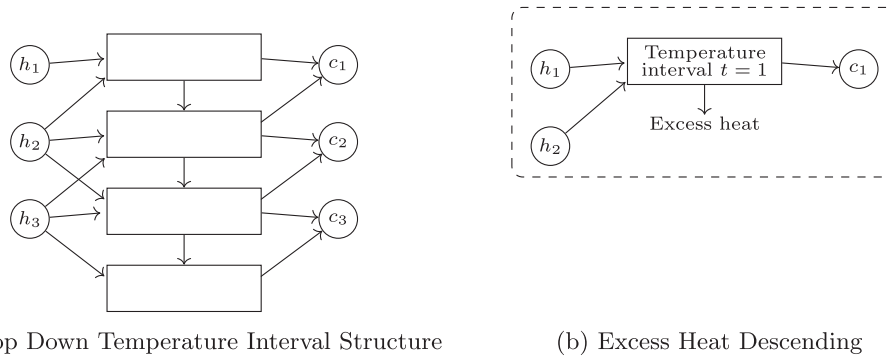 h1
c1
h2
c2
h3
c3
Down Temperature Interval Structure
Temperature
interval t = 1
h1
c1
Excess heat
h2
(b) Excess Heat Descending